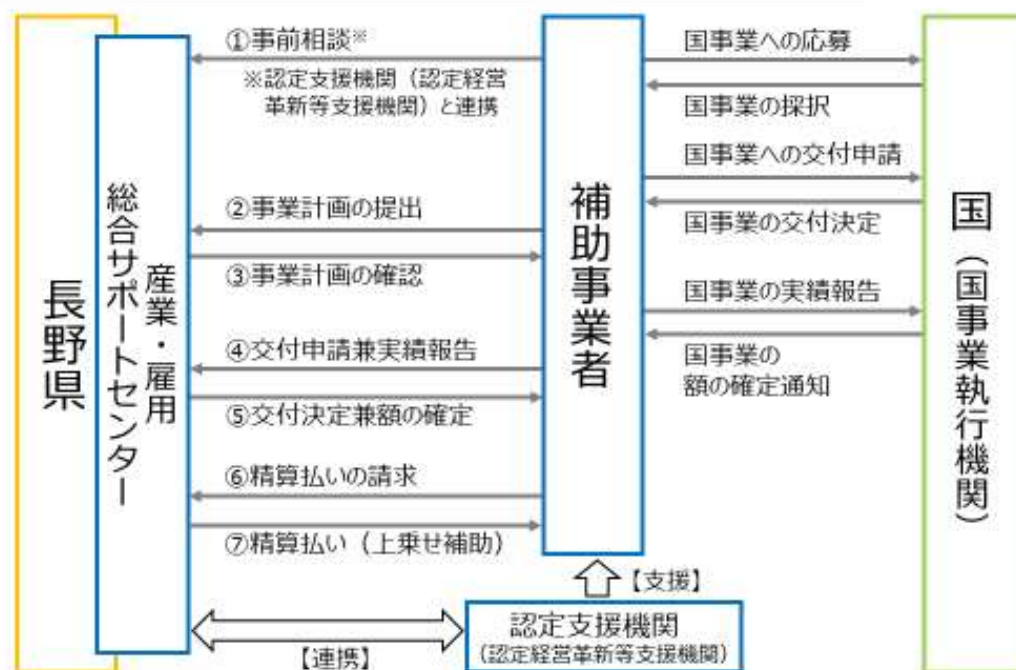 長野県
産業・雇用
総合サポートセンター
①事前相談※
※認定支援機関（認定経営
革新等支援機関）と連携
②事業計画の提出
③事業計画の確認
④交付申請兼実績報告
⑤交付決定兼額の確定
⑥精算払いの請求
⑦精算払い（上乗せ補助）
補助事業者
国事業への応募
国事業の採択
国事業への交付申請
国事業の交付決定
国事業の実績報告
国事業の
額の確定通知
国（国事業執行機関）
【支援】
認定支援機関
（認定経営革新等支援機関）
【連携】